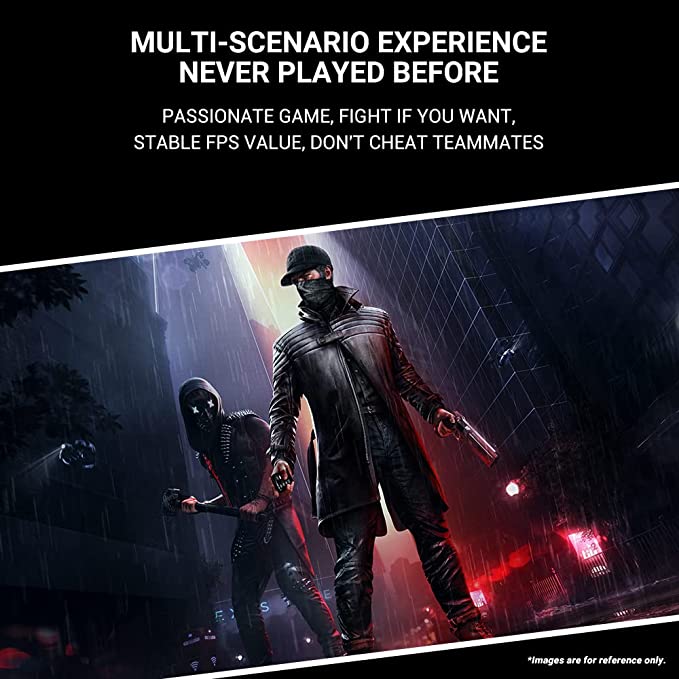 MULTI-SCENARIO EXPERIENCE
NEVER PLAYED BEFORE
PASSIONATE GAME, FIGHT IF YOU WANT,
STABLE FPS VALUE, DON'T CHEAT TEAMMATES
*Images are for reference only.